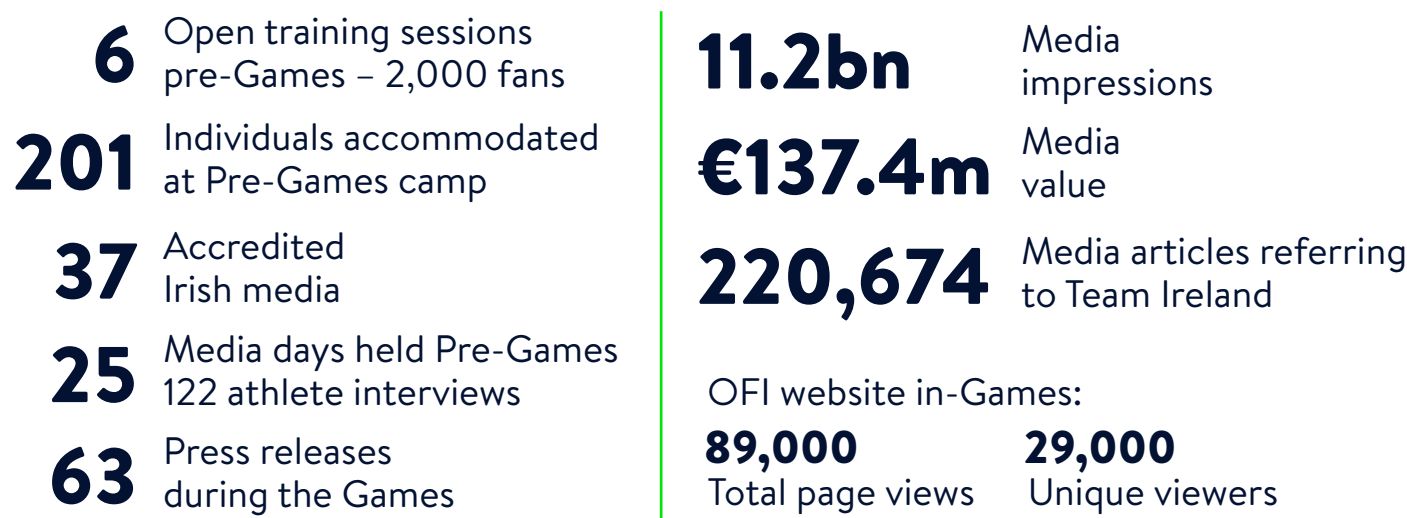 6
Open training sessions
pre-Games – 2,000 fans
201
Individuals accommodated
at Pre-Games camp
37
Accredited
Irish media
25
Media days held Pre-Games
122 athlete interviews
63
Press releases
during the Games
11.2bn
Media
impressions
€137.4m
Media
value
220,674
Media articles referring
to Team Ireland
OFI website in-Games:
89,000
Total page views
29,000
Unique viewers